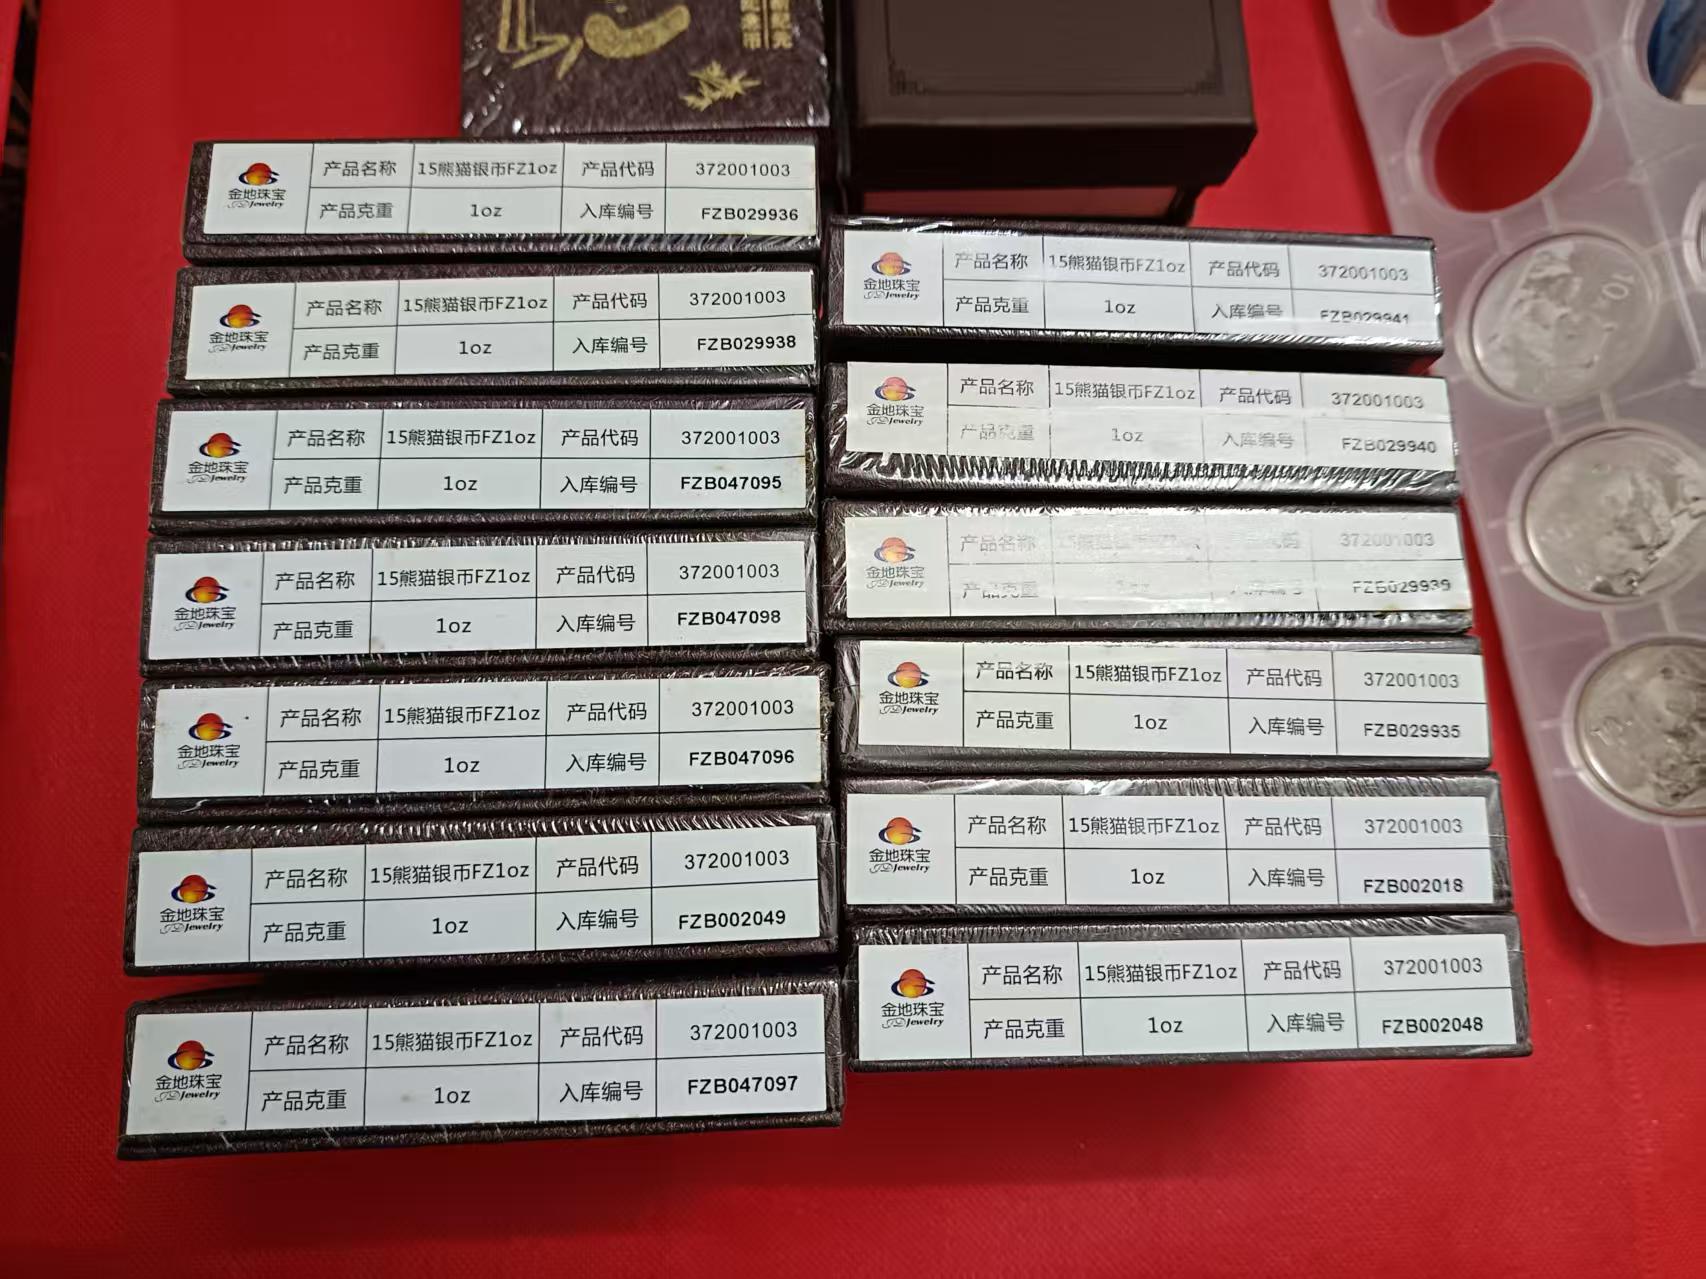 金地珠宝 Jewelry 产品名称 15熊猫银币FZ1oz 产品代码 372001003
产品克重 1oz 入库编号 FZB029936
金地珠宝 Jewelry 产品名称 15熊猫银币FZ1oz 产品代码 372001003
产品克重 1oz 入库编号 FZB029938
金地珠宝 Jewelry 产品名称 15熊猫银币FZ1oz 产品代码 372001003
产品克重 1oz 入库编号 FZB047095
金地珠宝 Jewelry 产品名称 15熊猫银币FZ1oz 产品代码 372001003
产品克重 1oz 入库编号 FZB047098
金地珠宝 Jewelry 产品名称 15熊猫银币FZ1oz 产品代码 372001003
产品克重 1oz 入库编号 FZB047096
金地珠宝 Jewelry 产品名称 15熊猫银币FZ1oz 产品代码 372001003
产品克重 1oz 入库编号 FZB002049
金地珠宝 Jewelry 产品名称 15熊猫银币FZ1oz 产品代码 372001003
产品克重 1oz 入库编号 FZB047097
金地珠宝 Jewelry 产品名称 15熊猫银币FZ1oz 产品代码 372001003
产品克重 1oz 入库编号 FZB029941
金地珠宝 Jewelry 产品名称 15熊猫银币FZ1oz 产品代码 372001003
产品克重 1oz 入库编号 FZB029940
金地珠宝 Jewelry 产品名称 372001003
产品克重 FZB029939
金地珠宝 Jewelry 产品名称 15熊猫银币FZ1oz 产品代码 372001003
产品克重 1oz 入库编号 FZB029935
金地珠宝 Jewelry 产品名称 15熊猫银币FZ1oz 产品代码 372001003
产品克重 1oz 入库编号 FZB002018
金地珠宝 Jewelry 产品名称 15熊猫银币FZ1oz 产品代码 372001003
产品克重 1oz 入库编号 FZB002048